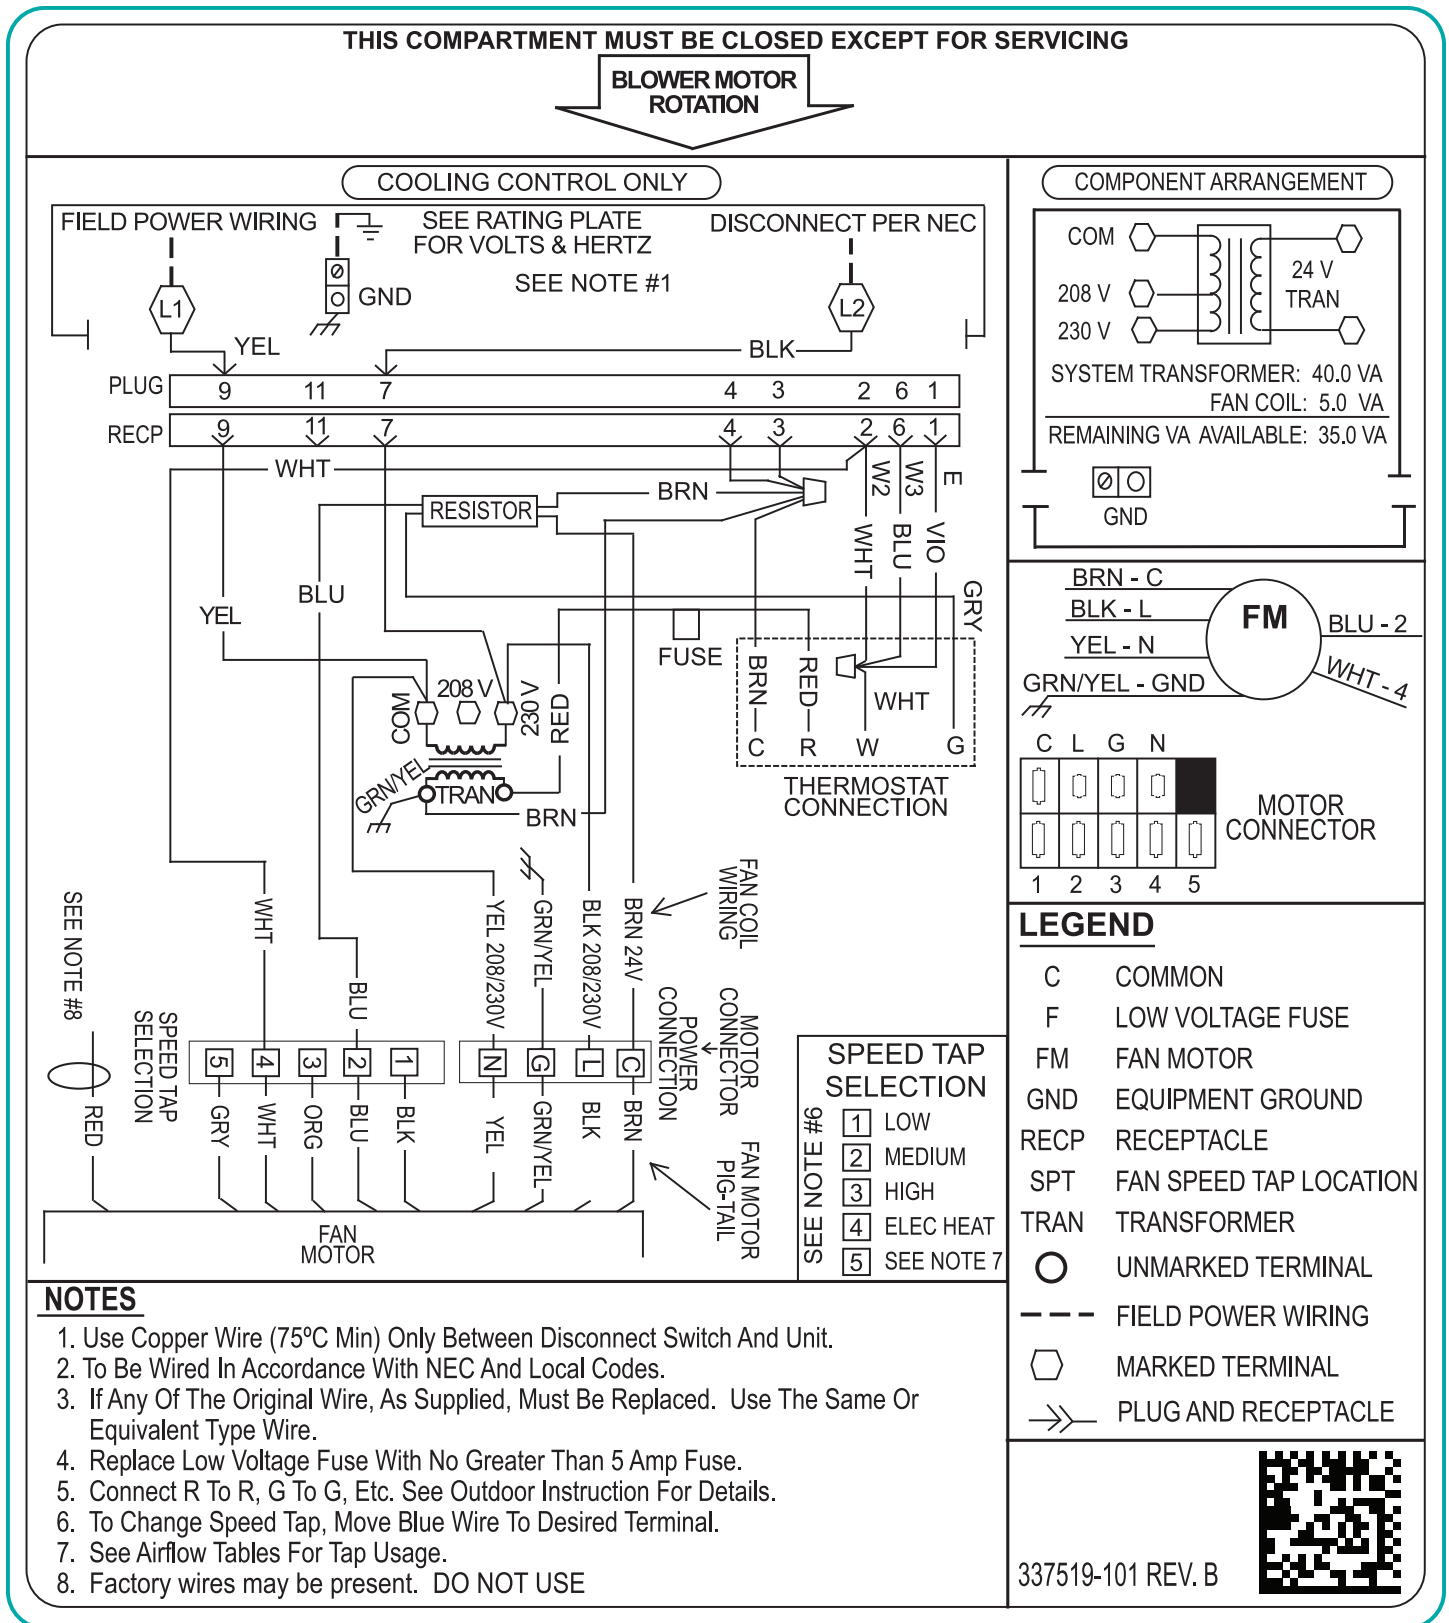 THIS COMPARTMENT MUST BE CLOSED EXCEPT FOR SERVICING
BLOWER MOTOR
ROTATION
COOLING CONTROL ONLY
FIELD POWER WIRING
SEE RATING PLATE
FOR VOLTS & HERTZ
DISCONNECT PER NEC
SEE NOTE #1
GND
L1
L2
YEL
BLK
PLUG
9 11 7 4 3 2 6 1
RECP
9 11 7 4 3 2 6 1
WHT
BRN
RESISTOR
W2
W3
E
WHT
BLU
VIO
BLU
YEL
GRY
FUSE
BRN
RED
WHT
C R W G
THERMOSTAT
CONNECTION
COM
208 V
230 V
RED
GRN/YEL
TRAN
BRN
FAN COIL
WIRING
SEE NOTE #8
WHT
BLU
YEL 208/230V
GRN/YEL
BLK 208/230V
BRN 24V
SPEED TAP
SELECTION
5 4 3 2 1
N G L C
MOTOR
CONNECTOR
POWER
CONNECTION
RED
GRY
WHT
ORG
BLU
BLK
YEL
GRN/YEL
BLK
BRN
FAN MOTOR
PIG-TAIL
FAN
MOTOR
SPEED TAP
SELECTION
SEE NOTE #6
1 LOW
2 MEDIUM
3 HIGH
4 ELEC HEAT
5 SEE NOTE 7
COMPONENT ARRANGEMENT
COM
208 V
230 V
24 V
TRAN
SYSTEM TRANSFORMER: 40.0 VA
FAN COIL: 5.0 VA
REMAINING VA AVAILABLE: 35.0 VA
GND
BRN - C
BLK - L
YEL - N
GRN/YEL - GND
FM
BLU - 2
WHT - 4
C L G N
1 2 3 4 5
MOTOR
CONNECTOR
LEGEND
C COMMON
F LOW VOLTAGE FUSE
FM FAN MOTOR
GND EQUIPMENT GROUND
RECP RECEPTACLE
SPT FAN SPEED TAP LOCATION
TRAN TRANSFORMER
UNMARKED TERMINAL
FIELD POWER WIRING
MARKED TERMINAL
PLUG AND RECEPTACLE
NOTES
1. Use Copper Wire (75ºC Min) Only Between Disconnect Switch And Unit.
2. To Be Wired In Accordance With NEC And Local Codes.
3. If Any Of The Original Wire, As Supplied, Must Be Replaced. Use The Same Or
Equivalent Type Wire.
4. Replace Low Voltage Fuse With No Greater Than 5 Amp Fuse.
5. Connect R To R, G To G, Etc. See Outdoor Instruction For Details.
6. To Change Speed Tap, Move Blue Wire To Desired Terminal.
7. See Airflow Tables For Tap Usage.
8. Factory wires may be present. DO NOT USE
337519-101 REV. B